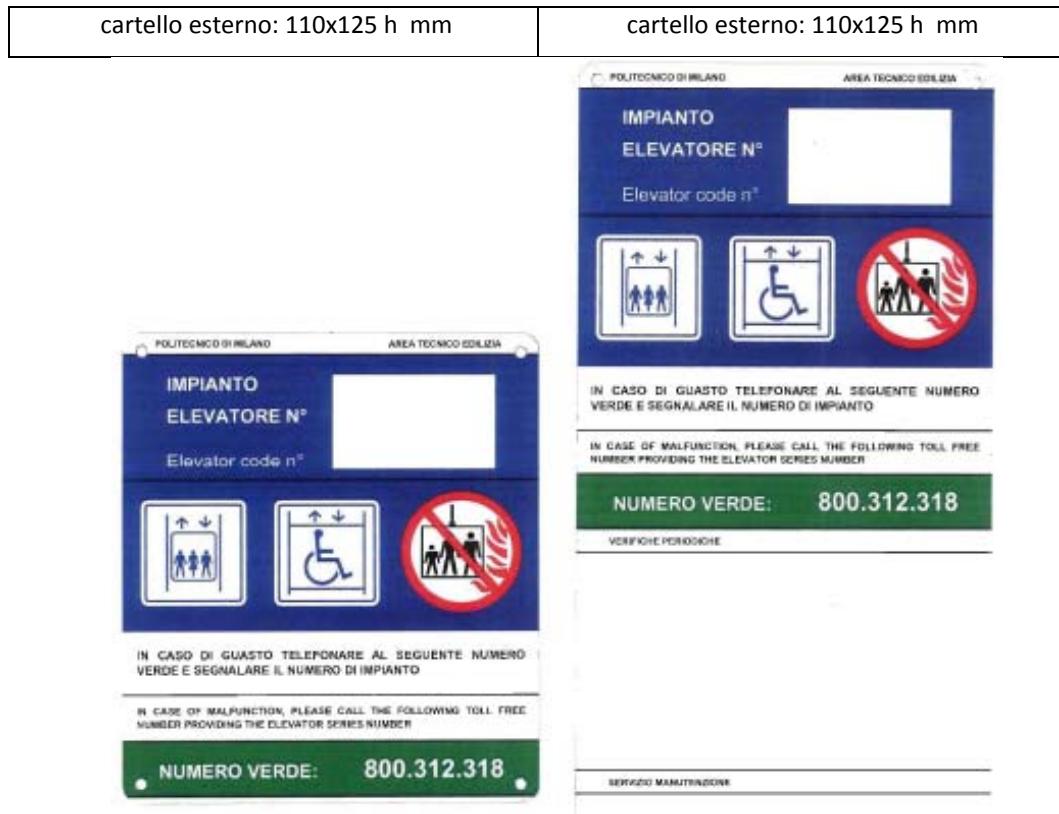 cartello esterno: 110x125 h mm
cartello esterno: 110x125 h mm
POLITECNICO DI MILANO AREA TECNICO EDILIZIA
IMPIANTO
ELEVATORE N°
Elevator code n°
IN CASO DI GUASTO TELEFONARE AL SEGUENTE NUMERO
VERDE E SEGNALARE IL NUMERO DI IMPIANTO
IN CASE OF MALFUNCTION, PLEASE CALL THE FOLLOWING TOLL FREE
NUMBER PROVIDING THE ELEVATOR SERIES NUMBER
NUMERO VERDE: 800.312.318
POLITECNICO DI MILANO AREA TECNICO EDILIZIA
IMPIANTO
ELEVATORE N°
Elevator code n°
IN CASO DI GUASTO TELEFONARE AL SEGUENTE NUMERO
VERDE E SEGNALARE IL NUMERO DI IMPIANTO
IN CASE OF MALFUNCTION, PLEASE CALL THE FOLLOWING TOLL FREE
NUMBER PROVIDING THE ELEVATOR SERIES NUMBER
NUMERO VERDE: 800.312.318
VERIFICHE PERIODICHE
SERVIZIO MANUTENZIONE